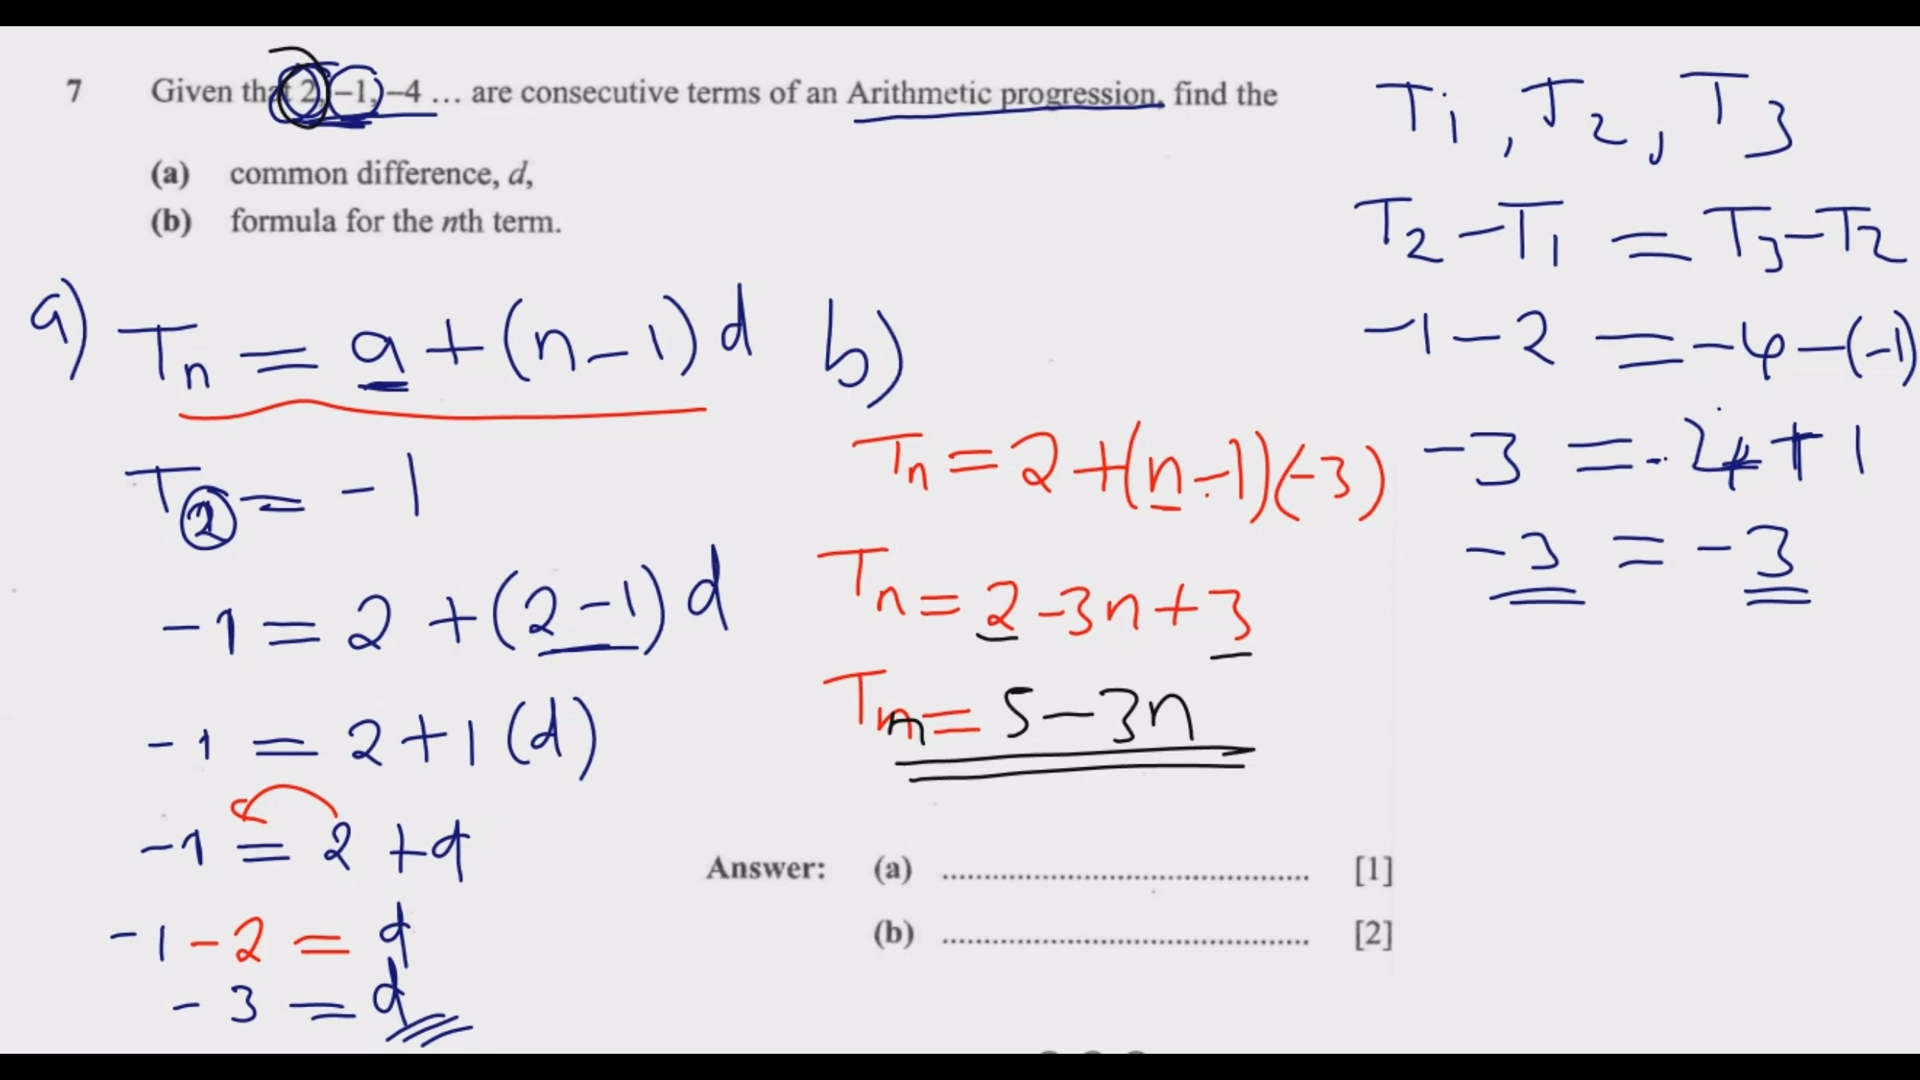 7 Given that 2, −1, −4 ... are consecutive terms of an Arithmetic progression, find the
(a) common difference, d,
(b) formula for the nth term.
a) Tn = a + (n − 1) d
T2 = −1
−1 = 2 + (2 − 1) d
−1 = 2 + 1 (d)
−1 = 2 + d
−1 − 2 = d
−3 = d
b)
Tn = 2 + (n − 1)(−3)
Tn = 2 − 3n + 3
Tn = 5 − 3n
T1, T2, T3
T2 − T1 = T3 − T2
−1 − 2 = −4 − (−1)
−3 = −4 + 1
−3 = −3
Answer: (a) .......................................... [1]
(b) .......................................... [2]